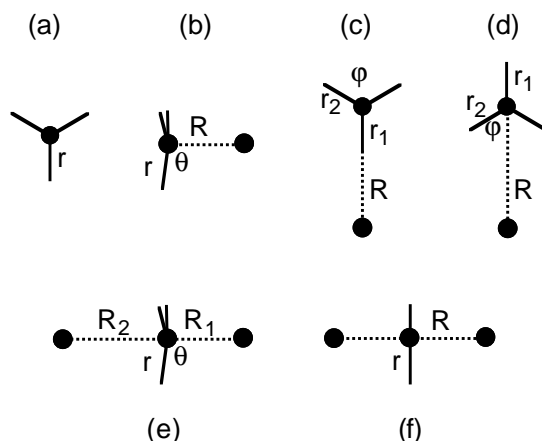 (a) (b) (c) (d)
φ r₁
r₂ r₂
R φ
r r θ r₁
R R
R₂ R₁ R
r θ r
(e) (f)